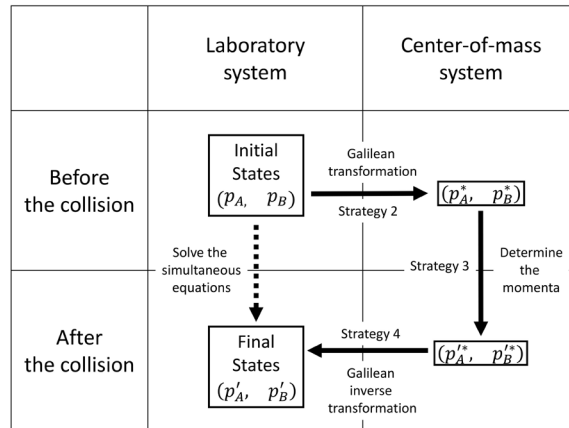 Laboratory
system
Center-of-mass
system
Before
the collision
Initial
States
(p_A, p_B)
Galilean
transformation
Strategy 2
(p_A^*, p_B^*)
Solve the
simultaneous
equations
Strategy 3
Determine
the
momenta
After
the collision
Final
States
(p'_A, p'_B)
Strategy 4
Galilean
inverse
transformation
(p'^*_A, p'^*_B)